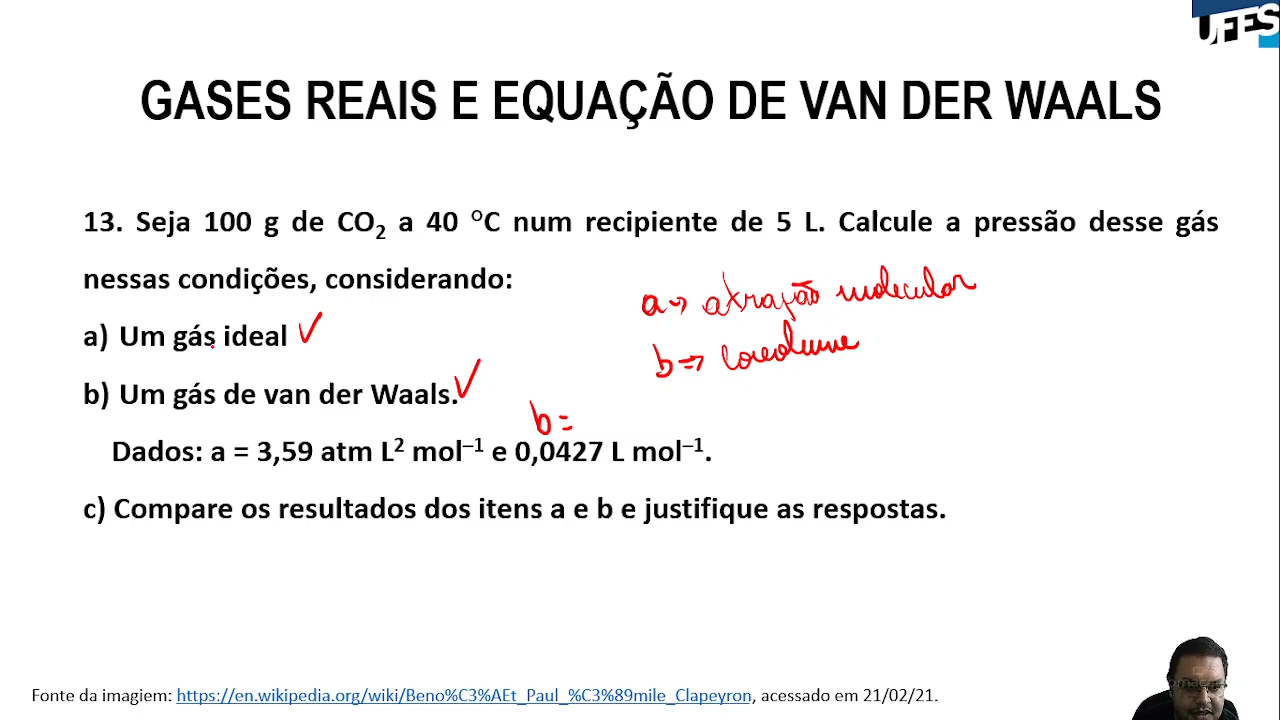 UFES
GASES REAIS E EQUAÇÃO DE VAN DER WAALS
13. Seja 100 g de CO₂ a 40 °C num recipiente de 5 L. Calcule a pressão desse gás
nessas condições, considerando:
a → atração molecular
a) Um gás ideal ✓
b ⇒ covolume
b) Um gás de van der Waals. ✓
b =
Dados: a = 3,59 atm L² mol⁻¹ e 0,0427 L mol⁻¹.
c) Compare os resultados dos itens a e b e justifique as respostas.
Fonte da imagiem: https://en.wikipedia.org/wiki/Beno%C3%AEt_Paul_%C3%89mile_Clapeyron, acessado em 21/02/21.